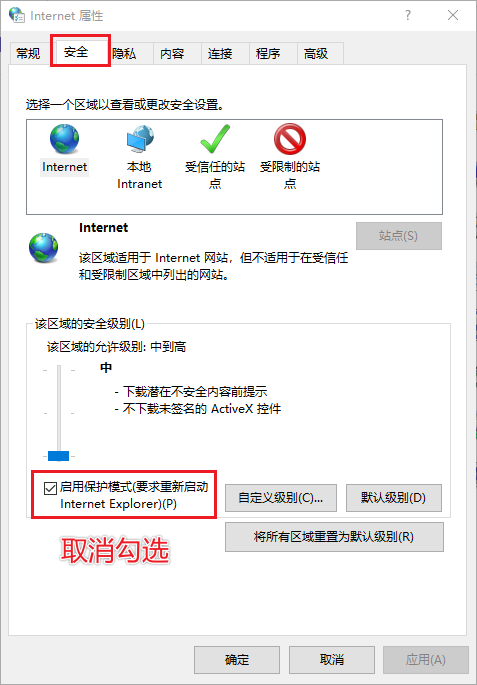 Internet 属性
常规 安全 隐私 内容 连接 程序 高级
选择一个区域以查看或更改安全设置。
Internet
本地
Intranet
受信任的站
点
受限制的站
点
Internet
站点(S)
该区域适用于 Internet 网站，但不适用于在受信任
和受限制区域中列出的网站。
该区域的安全级别(L)
该区域的允许级别: 中到高
中
- 下载潜在不安全内容前提示
- 不下载未签名的 ActiveX 控件
启用保护模式(要求重新启动
Internet Explorer)(P)
自定义级别(C)... 默认级别(D)
将所有区域重置为默认级别(R)
取消勾选
确定 取消 应用(A)